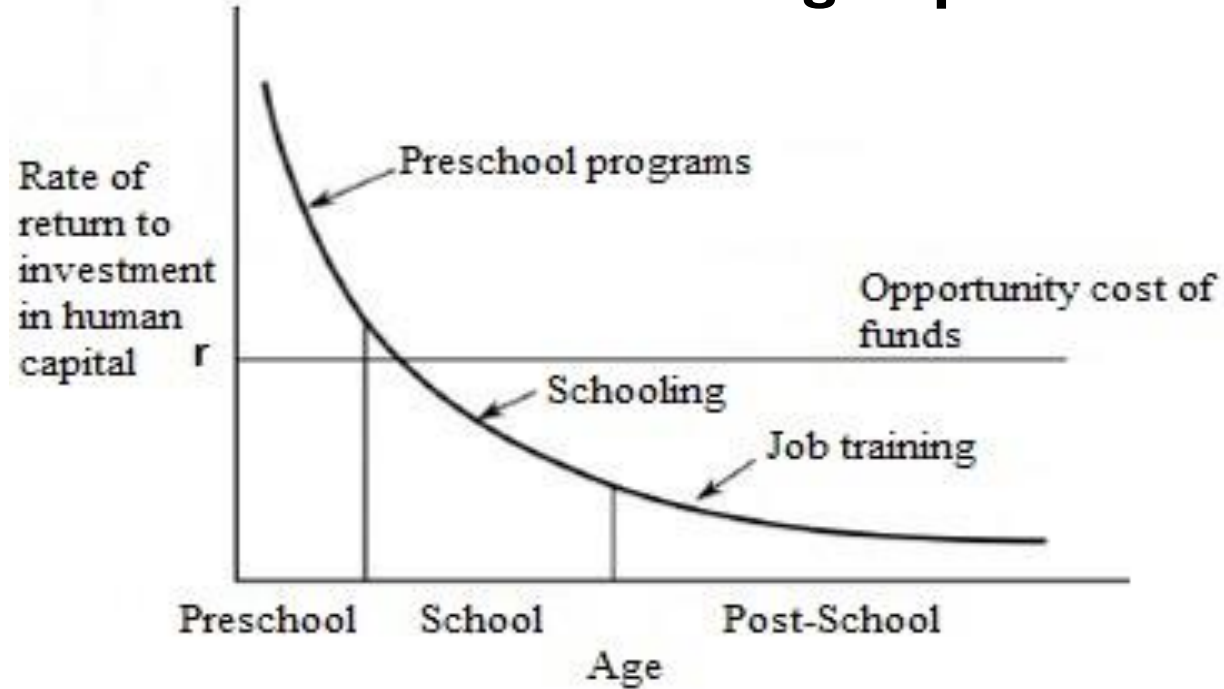 Preschool programs
Rate of
return to
investment
in human
capital
r
Opportunity cost of
funds
Schooling
Job training
Preschool School Post-School
Age